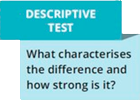 DESCRIPTIVE
TEST
What characterises
the difference and
how strong is it?